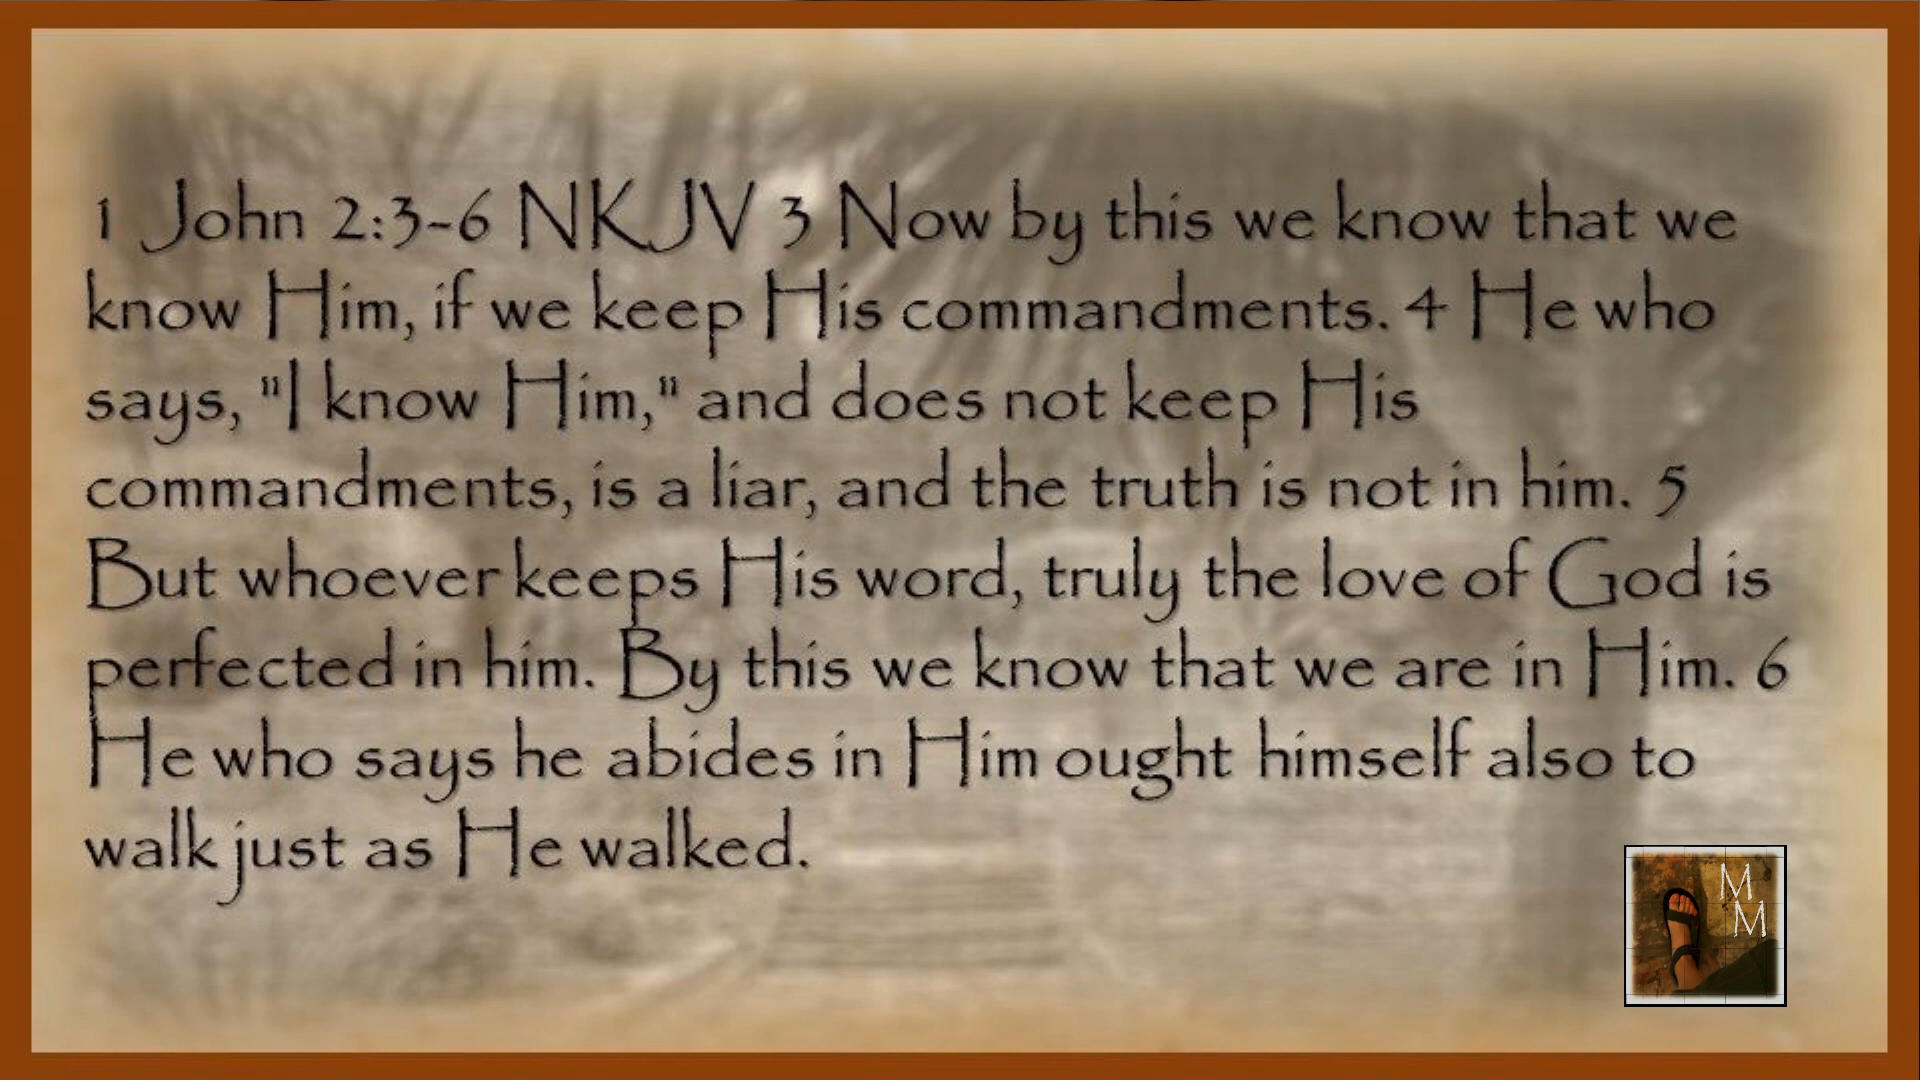 1 John 2:3-6 NKJV 3 Now by this we know that we
know Him, if we keep His commandments. 4 He who
says, "I know Him," and does not keep His
commandments, is a liar, and the truth is not in him. 5
But whoever keeps His word, truly the love of God is
perfected in him. By this we know that we are in Him. 6
He who says he abides in Him ought himself also to
walk just as He walked.
M
M